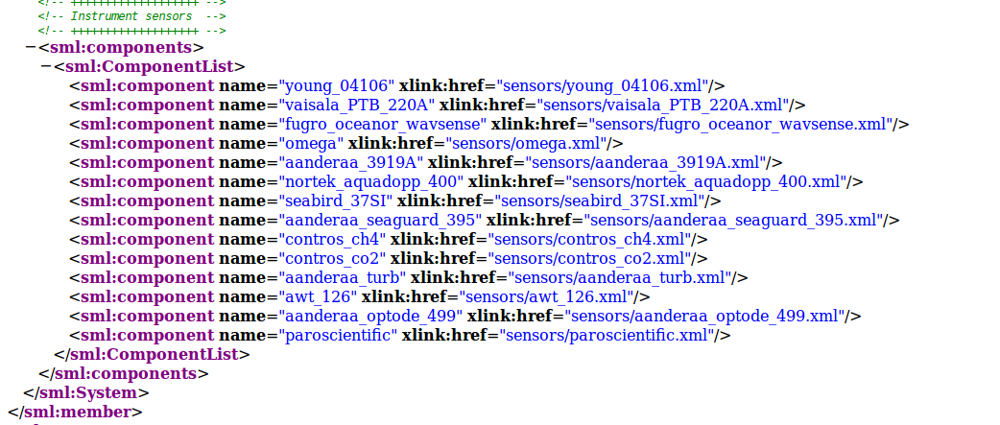 <!-- +++++++++++++++++++ -->
<!-- Instrument sensors  -->
<!-- +++++++++++++++++++ -->
−<sml:components>
−<sml:ComponentList>
<sml:component name="young_04106" xlink:href="sensors/young_04106.xml"/>
<sml:component name="vaisala_PTB_220A" xlink:href="sensors/vaisala_PTB_220A.xml"/>
<sml:component name="fugro_oceanor_wavsense" xlink:href="sensors/fugro_oceanor_wavsense.xml"/>
<sml:component name="omega" xlink:href="sensors/omega.xml"/>
<sml:component name="aanderaa_3919A" xlink:href="sensors/aanderaa_3919A.xml"/>
<sml:component name="nortek_aquadopp_400" xlink:href="sensors/nortek_aquadopp_400.xml"/>
<sml:component name="seabird_37SI" xlink:href="sensors/seabird_37SI.xml"/>
<sml:component name="aanderaa_seaguard_395" xlink:href="sensors/aanderaa_seaguard_395.xml"/>
<sml:component name="contros_ch4" xlink:href="sensors/contros_ch4.xml"/>
<sml:component name="contros_co2" xlink:href="sensors/contros_co2.xml"/>
<sml:component name="aanderaa_turb" xlink:href="sensors/aanderaa_turb.xml"/>
<sml:component name="awt_126" xlink:href="sensors/awt_126.xml"/>
<sml:component name="aanderaa_optode_499" xlink:href="sensors/aanderaa_optode_499.xml"/>
<sml:component name="paroscientific" xlink:href="sensors/paroscientific.xml"/>
</sml:ComponentList>
</sml:components>
</sml:System>
</sml:member>